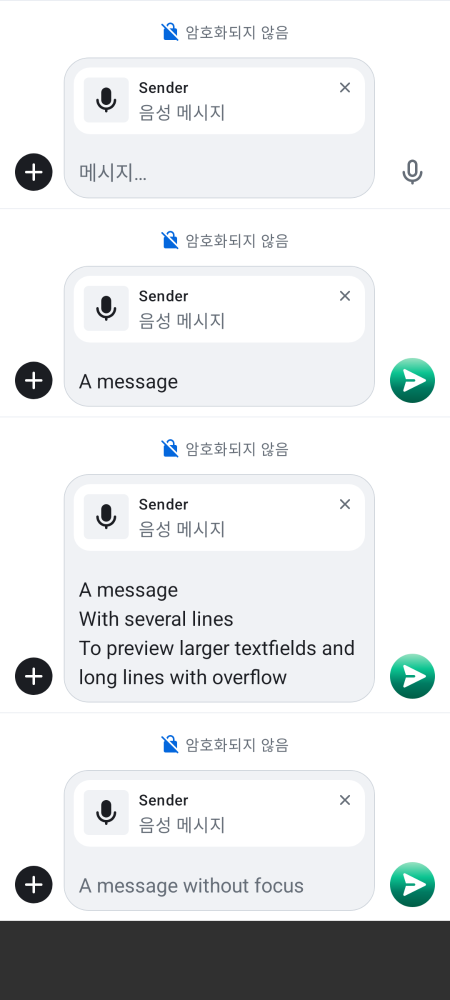 암호화되지 않음
Sender
음성 메시지
메시지...
암호화되지 않음
Sender
음성 메시지
A message
암호화되지 않음
Sender
음성 메시지
A message
With several lines
To preview larger textfields and
long lines with overflow
암호화되지 않음
Sender
음성 메시지
A message without focus